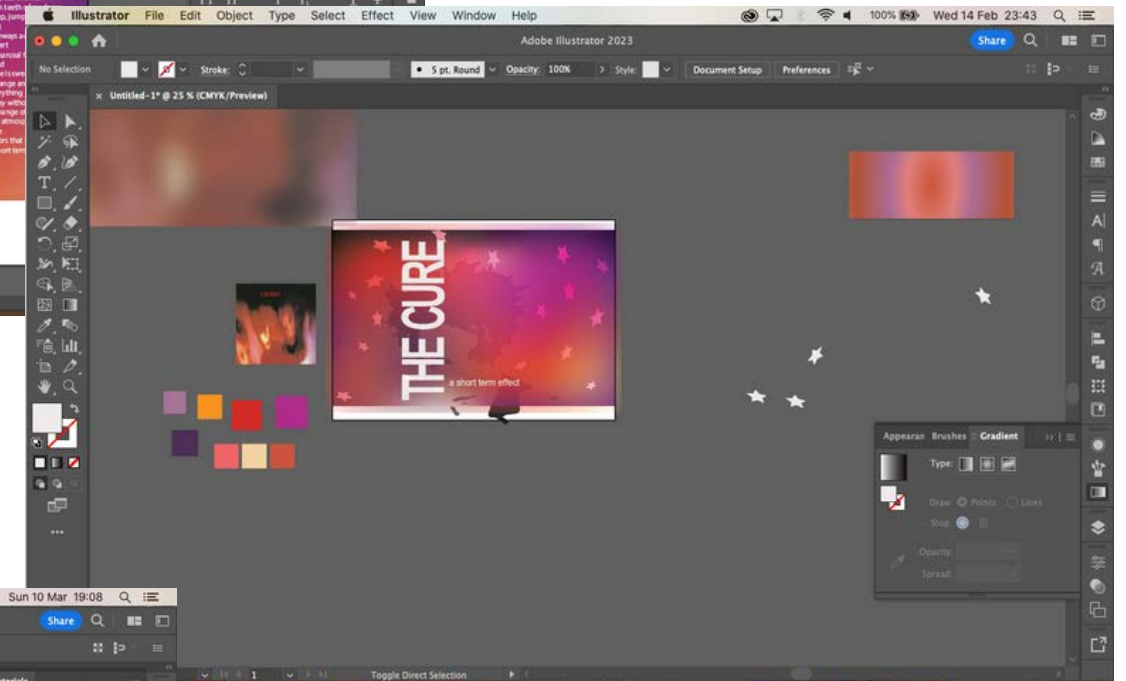 Illustrator File Edit Object Type Select Effect View Window Help 100% Wed 14 Feb 23:43
Adobe Illustrator 2023 Share
No Selection Stroke: 5 pt. Round Opacity: 100% Style: Document Setup Preferences
× Untitled-1* @ 25 % (CMYK/Preview)
THE CURE
a short term effect
Appearan Brushes Gradient
Type:
Draw: Points Lines
Stop:
Opacity:
Spread:
Sun 10 Mar 19:08
Share
1 Toggle Direct Selection